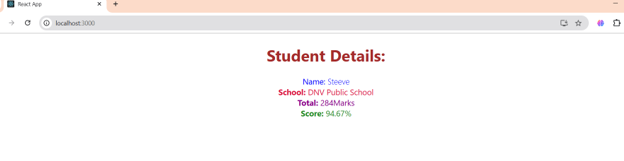 React App
localhost:3000
Student Details:
Name: Steeve
School: DNV Public School
Total: 284Marks
Score: 94.67%